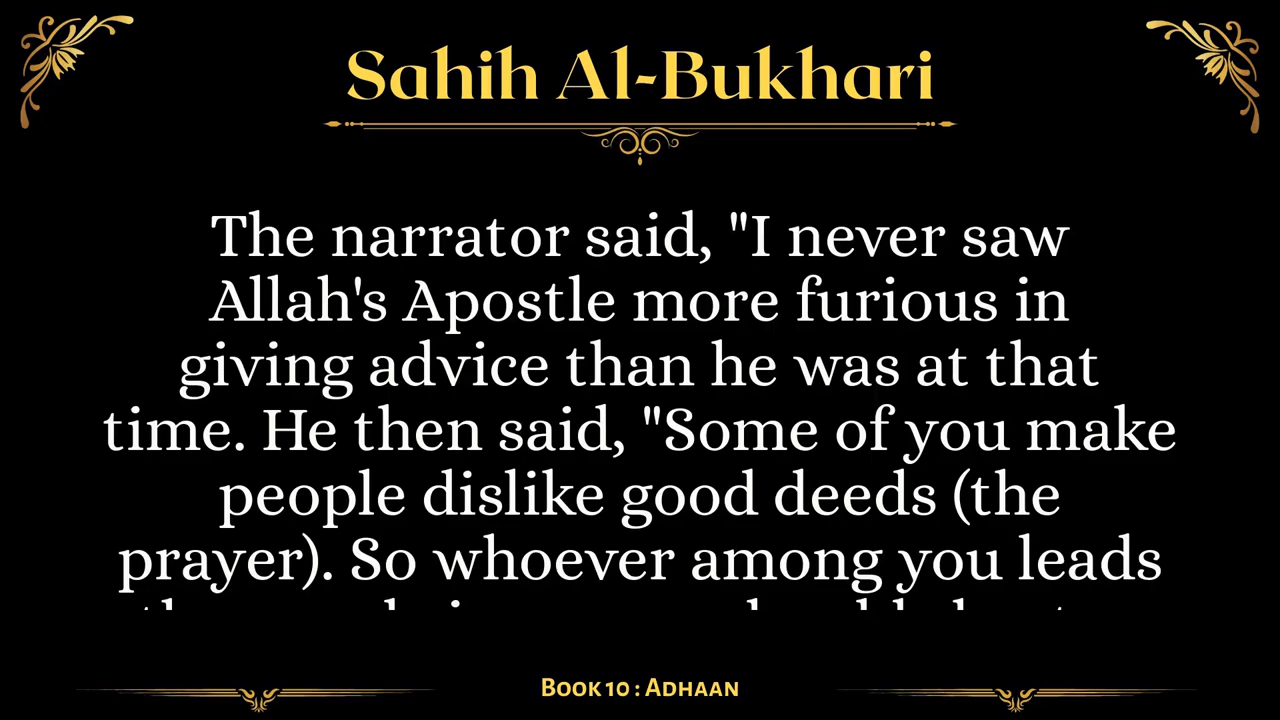 Sahih Al-Bukhari
The narrator said, "I never saw
Allah's Apostle more furious in
giving advice than he was at that
time. He then said, "Some of you make
people dislike good deeds (the
prayer). So whoever among you leads
Book 10 : Adhaan